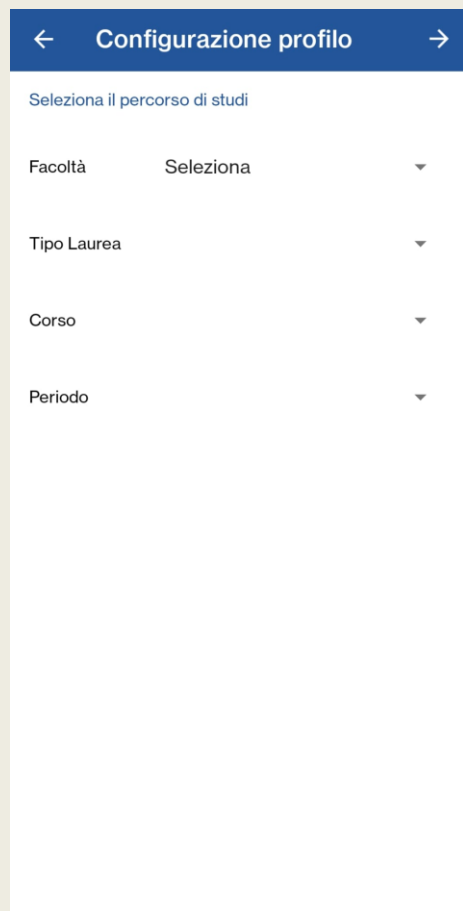 Configurazione profilo
Seleziona il percorso di studi
Facoltà Seleziona
Tipo Laurea
Corso
Periodo